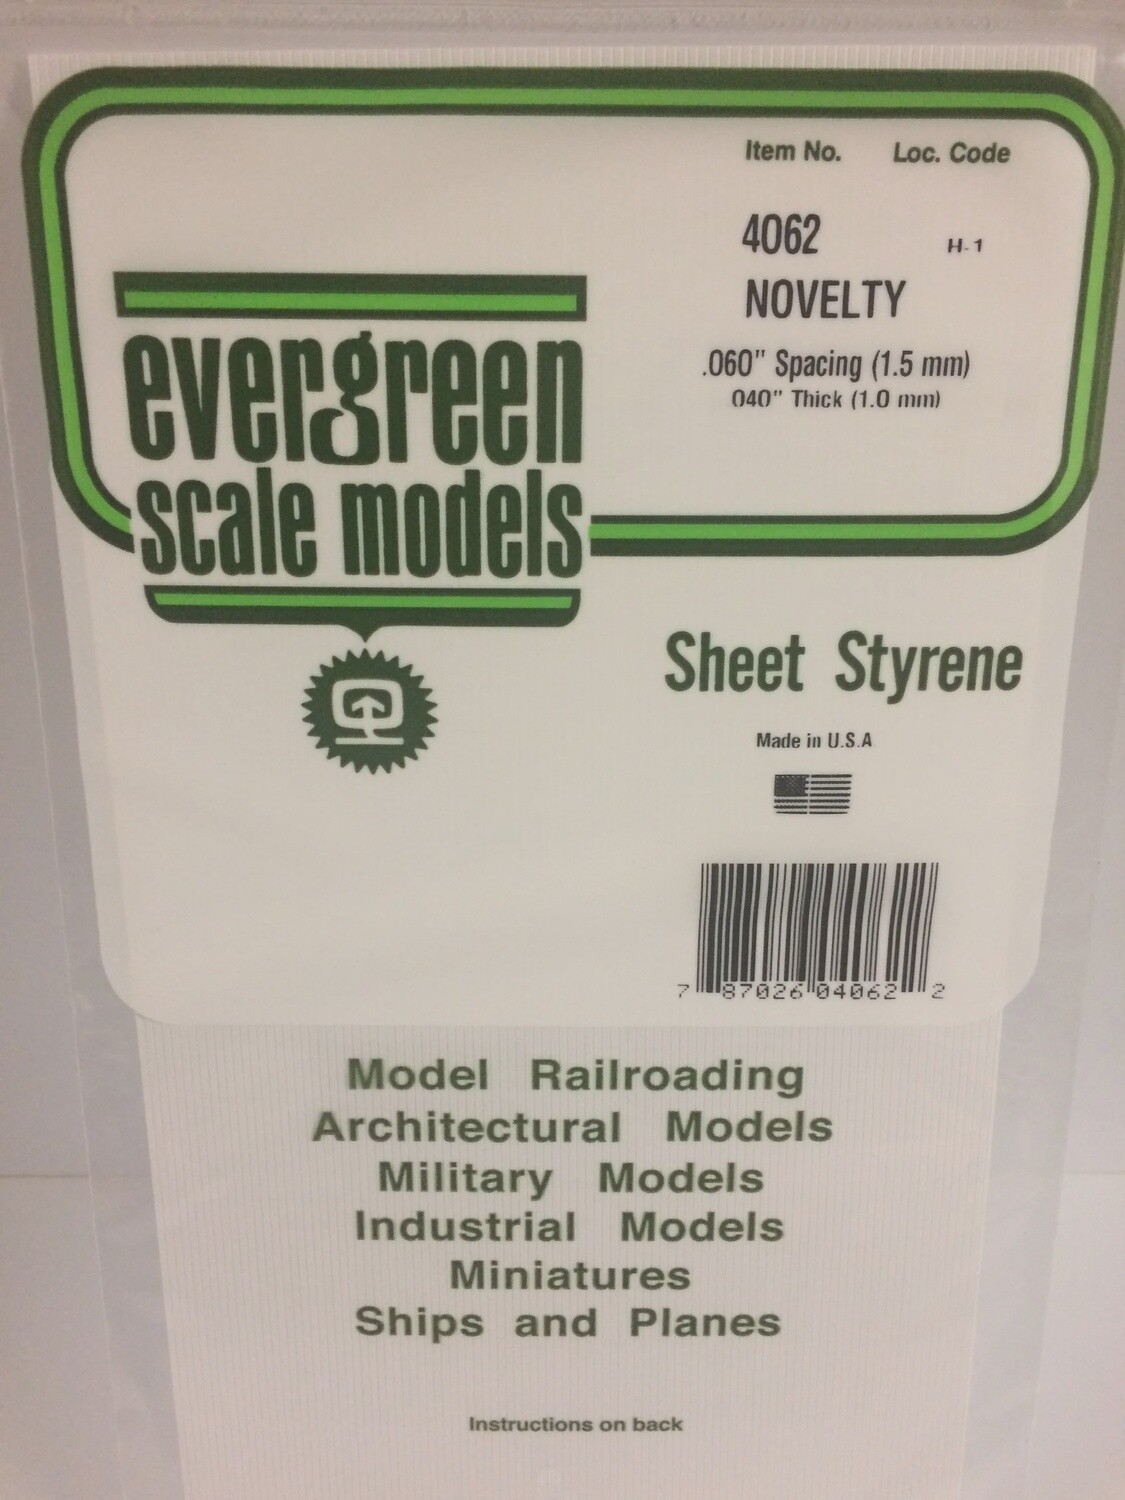 Item No. Loc. Code
4062 H-1
NOVELTY
.060" Spacing (1.5 mm)
.040" Thick (1.0 mm)
evergreen
scale models
Sheet Styrene
Made in U.S.A
7 87026 04062 2
Model Railroading
Architectural Models
Military Models
Industrial Models
Miniatures
Ships and Planes
Instructions on back